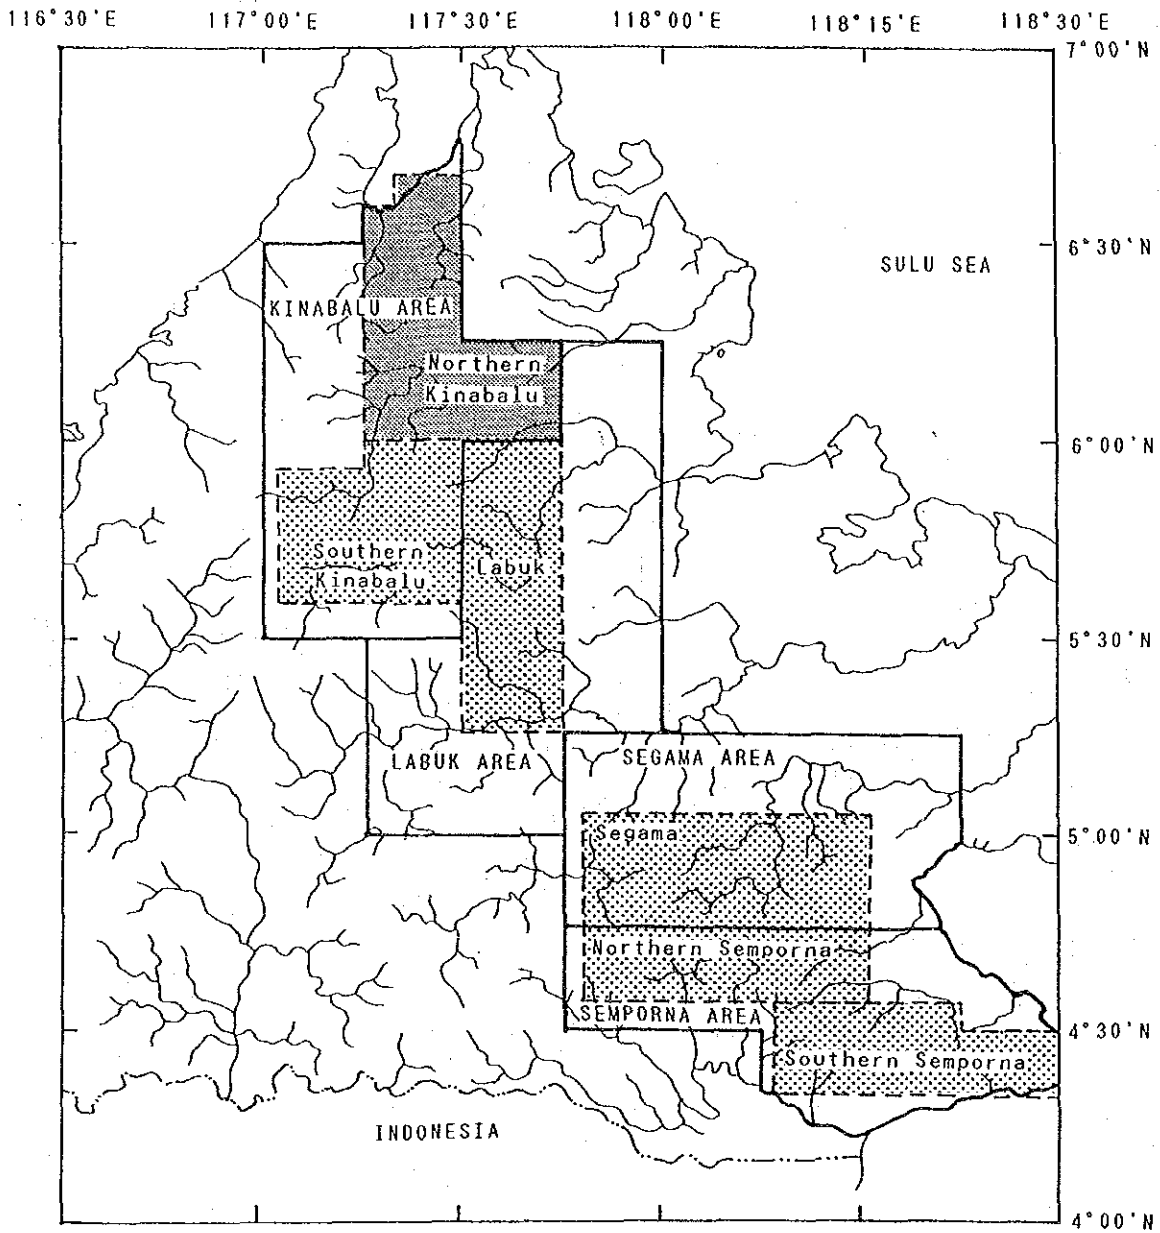 116°30'E 117°00'E 117°30'E 118°00'E 118°15'E 118°30'E
7°00'N
6°30'N
SULU SEA
KINABALU AREA
Northern
Kinabalu
6°00'N
Southern
Kinabalu
Labuk
5°30'N
LABUK AREA
SEGAMA AREA
Segama
5°00'N
Northern Semporna
SEMPORNA AREA
4°30'N
Southern Semporna
INDONESIA
4°00'N